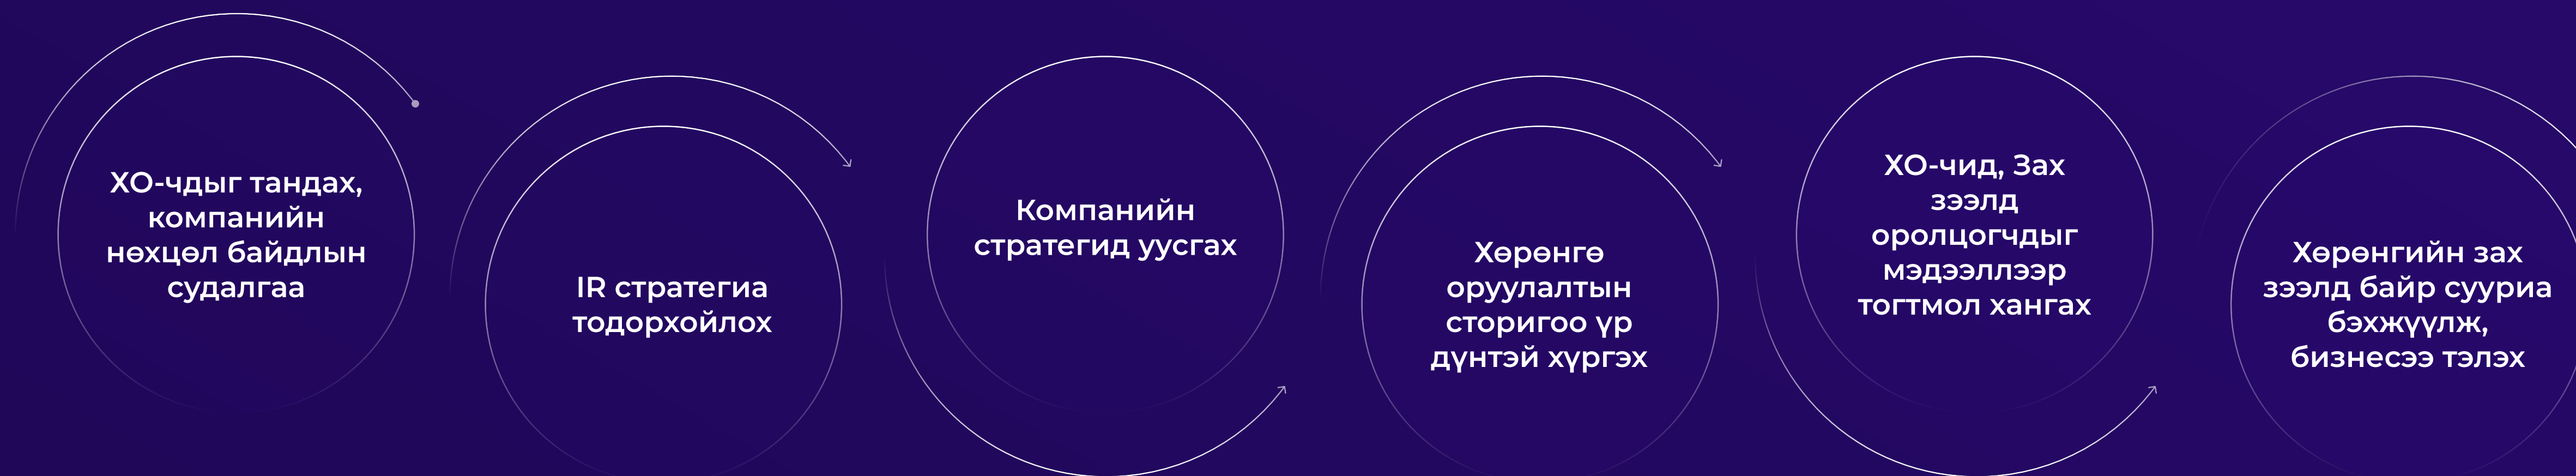 ХО-чдыг тандах,
компанийн
нөхцөл байдлын
судалгаа
IR стратегиа
тодорхойлох
Компанийн
стратегид уусгах
Хөрөнгө
оруулалтын
сторигоо үр
дүнтэй хүргэх
ХО-чид, Зах
зээлд
оролцогчдыг
мэдээллээр
тогтмол хангах
Хөрөнгийн зах
зээлд байр сууриа
бэхжүүлж,
бизнесээ тэлэх